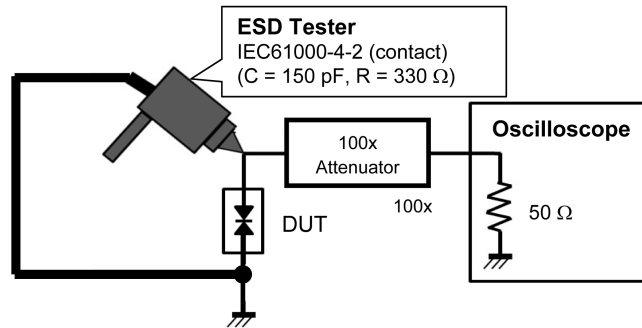 ESD Tester
IEC61000-4-2 (contact)
(C = 150 pF, R = 330 Ω)
Oscilloscope
100x
Attenuator
100x
50 Ω
DUT